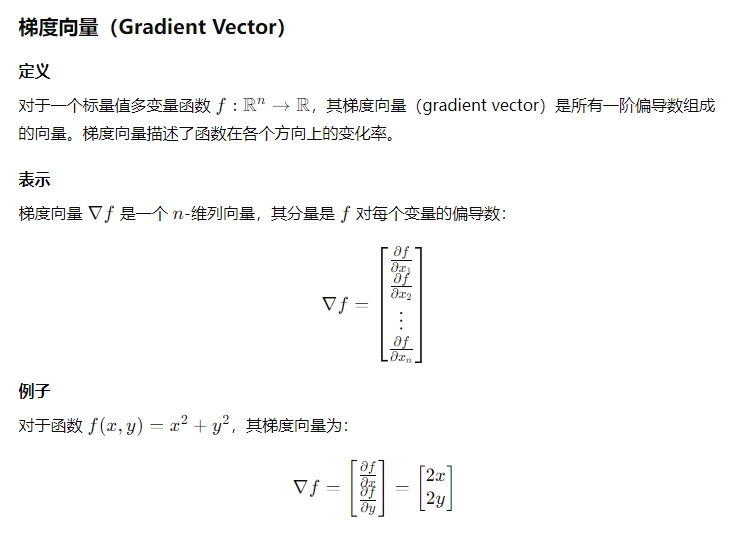 梯度向量（Gradient Vector）
定义
对于一个标量值多变量函数 $f : \mathbb{R}^n \to \mathbb{R}$，其梯度向量（gradient vector）是所有一阶偏导数组成
的向量。梯度向量描述了函数在各个方向上的变化率。
表示
梯度向量 $\nabla f$ 是一个 $n$-维列向量，其分量是 $f$ 对每个变量的偏导数：
$\nabla f = \begin{bmatrix} \frac{\partial f}{\partial x_1} \\ \frac{\partial f}{\partial x_2} \\ \vdots \\ \frac{\partial f}{\partial x_n} \end{bmatrix}$
例子
对于函数 $f(x, y) = x^2 + y^2$，其梯度向量为：
$\nabla f = \begin{bmatrix} \frac{\partial f}{\partial x} \\ \frac{\partial f}{\partial y} \end{bmatrix} = \begin{bmatrix} 2x \\ 2y \end{bmatrix}$